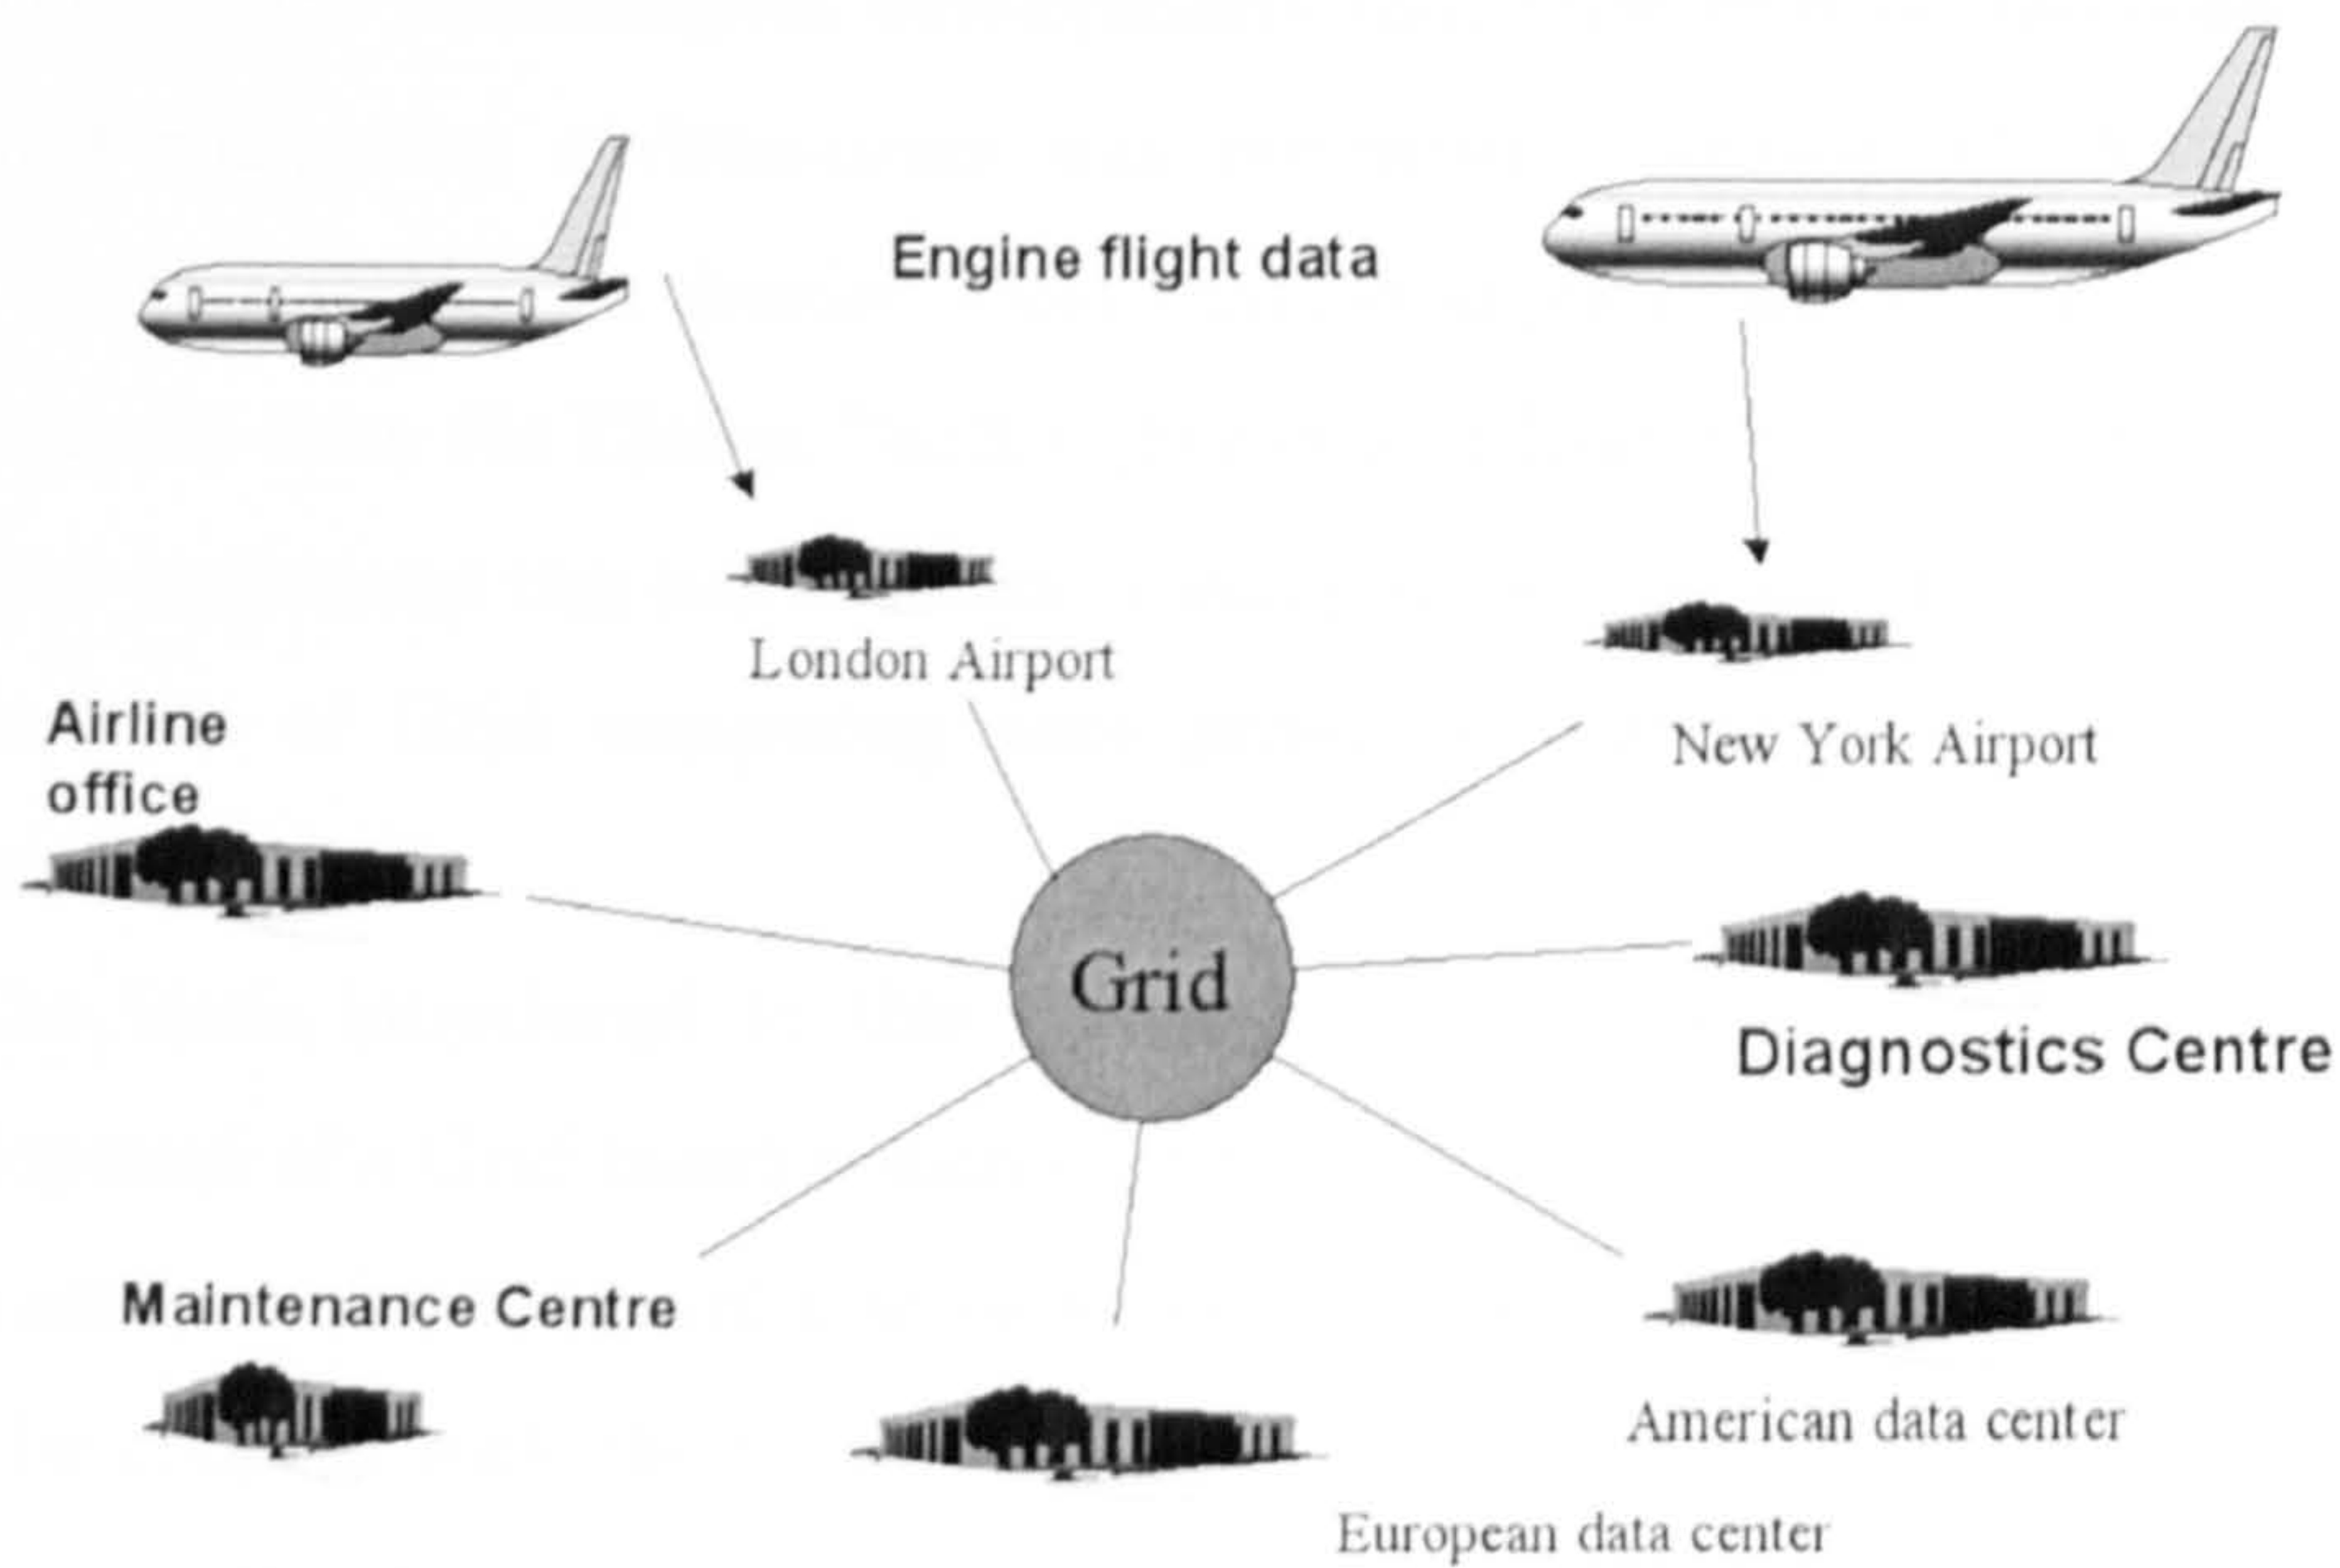 Engine flight data
London Airport
New York Airport
Airline
office
Grid
Diagnostics Centre
Maintenance Centre
American data center
European data center